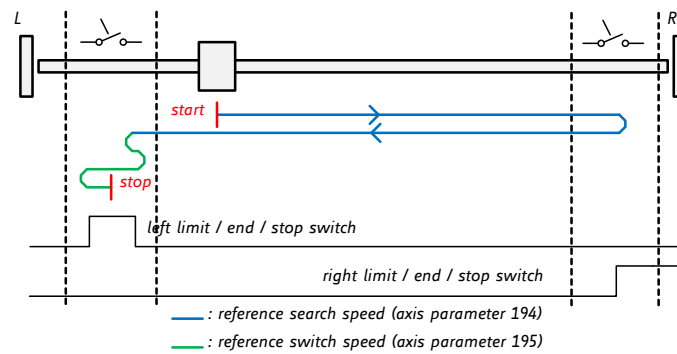 L
R
start
stop
left limit / end / stop switch
right limit / end / stop switch
: reference search speed (axis parameter 194)
: reference switch speed (axis parameter 195)